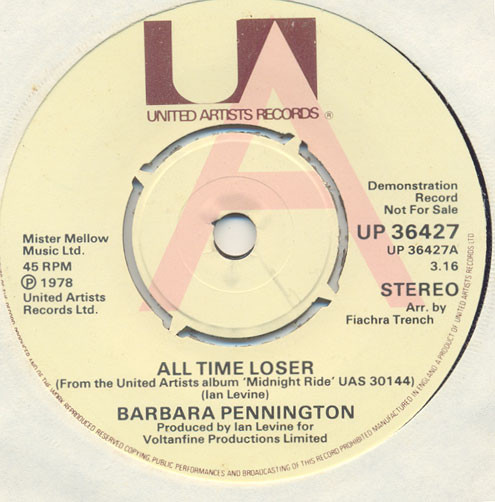 UA
UNITED ARTISTS RECORDS ®
A
Demonstration
Record
Not For Sale
UP 36427
UP 36427A
3.16
STEREO
Arr. by
Fiachra Trench
Mister Mellow
Music Ltd.
45 RPM
℗ 1978
United Artists
Records Ltd.
ALL TIME LOSER
(From the United Artists album 'Midnight Ride' UAS 30144)
(Ian Levine)
BARBARA PENNINGTON
Produced by Ian Levine for
Voltanfine Productions Limited
REPRODUCED RESERVED COPYING, PUBLIC PERFORMANCES AND BROADCASTING OF THIS RECORD PROHIBITED MANUFACTURED IN ENGLAND A PRODUCT OF UNITED ARTISTS RECORDS LTD